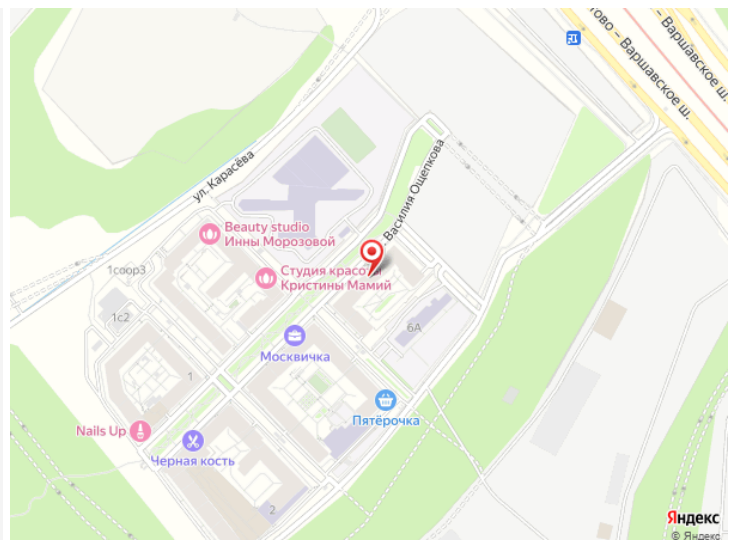 ово – Варшавское ш.
– Варшавское ш.
ул. Карасёва
Василия Ощепкова
Beauty studio
Инны Морозовой
1соор3
Студия красоты
Кристины Мамий
1с2
6А
Москвичка
1
Пятёрочка
Nails Up
Черная кость
2
Яндекс
© Яндекс